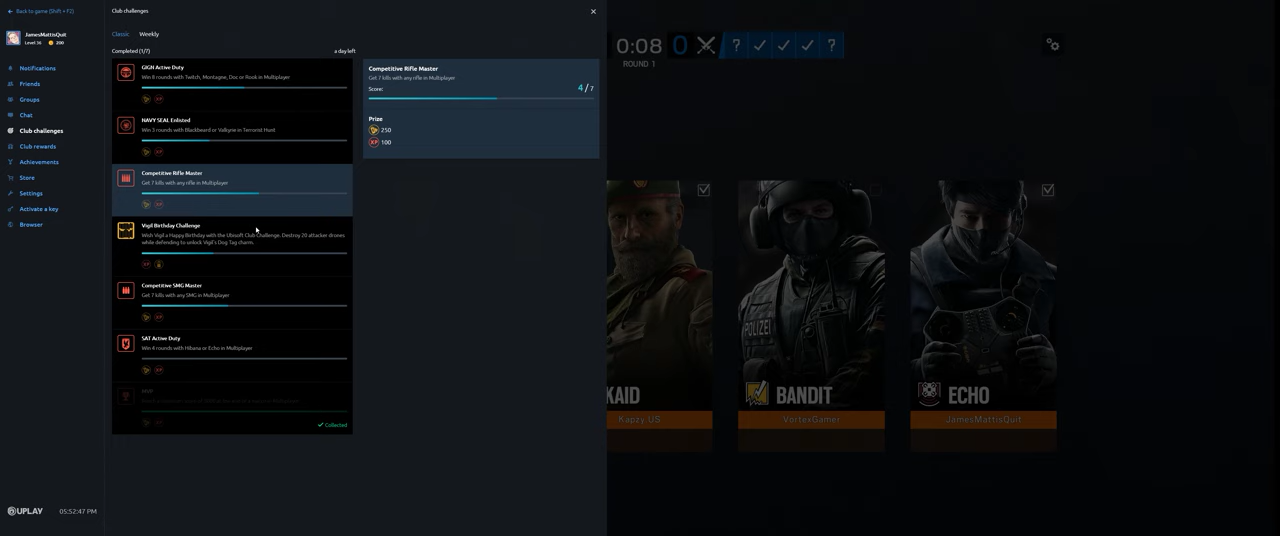 Back to game (Shift + F2)
Club challenges
JamesMattisQuit
Level 36 200
Classic Weekly
Completed (1/7) a day left
Notifications
Friends
Groups
Chat
Club challenges
Club rewards
Achievements
Store
Settings
Activate a key
Browser
GIGN Active Duty
Win 8 rounds with Twitch, Montagne, Doc or Rook in Multiplayer
NAVY SEAL Enlisted
Win 3 rounds with Blackbeard or Valkyrie in Terrorist Hunt
Competitive Rifle Master
Get 7 kills with any rifle in Multiplayer
Vigil Birthday Challenge
Wish Vigil a Happy Birthday with the Ubisoft Club Challenge. Destroy 20 attacker drones
while defending to unlock Vigil's Dog Tag charm.
Competitive SMG Master
Get 7 kills with any SMG in Multiplayer
SAT Active Duty
Win 4 rounds with Hibana or Echo in Multiplayer
Collected
Competitive Rifle Master
Get 7 kills with any rifle in Multiplayer
Score: 4/7
Prize
250
XP 100
0:08 0 ? ?
ROUND 1
POLIZEI
KAID
Kapzy US
BANDIT
VortexGamer
ECHO
JamesMattisQuit
UPLAY 05:52:47 PM